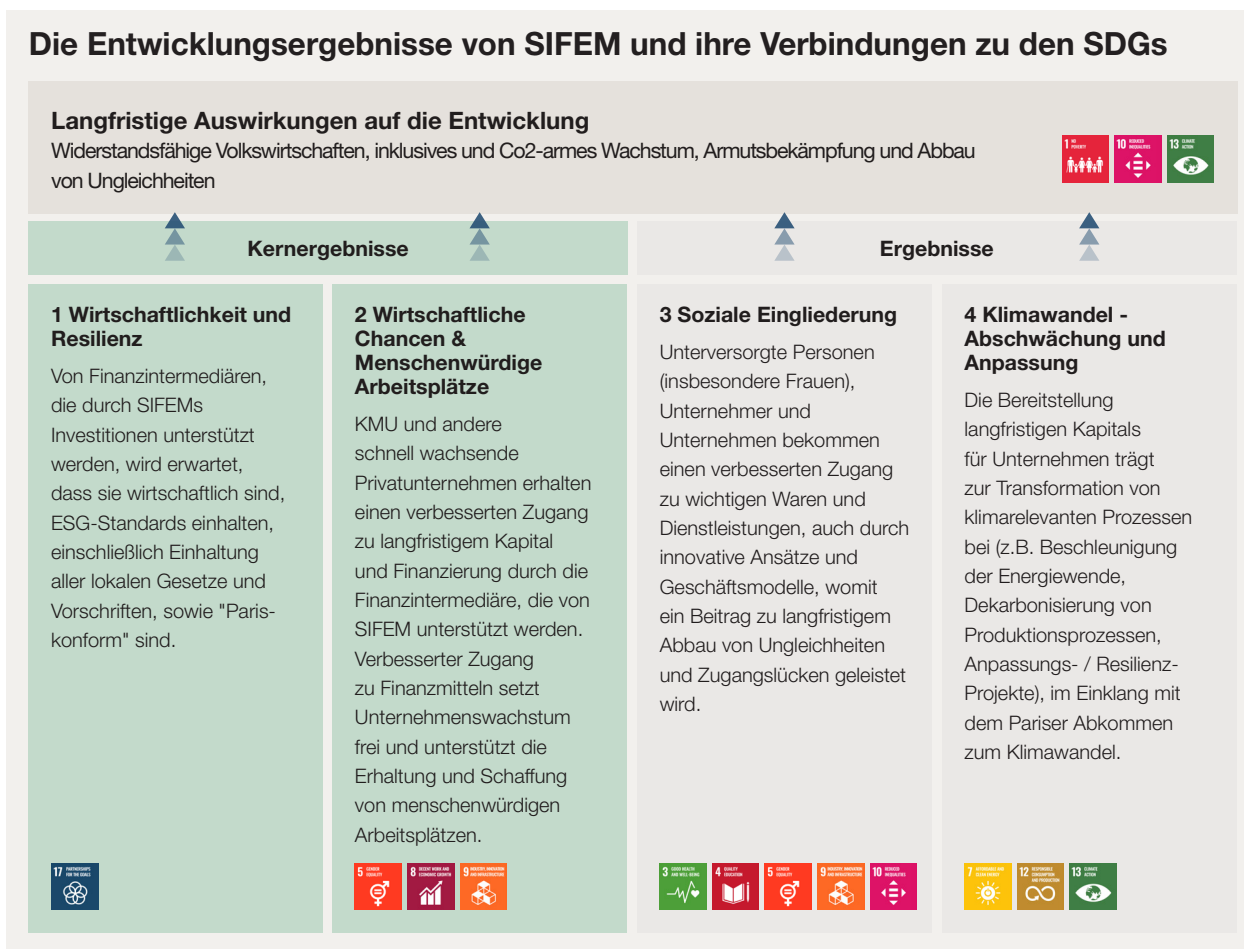 Die Entwicklungsergebnisse von SIFEM und ihre Verbindungen zu den SDGs
Langfristige Auswirkungen auf die Entwicklung
Widerstandsfähige Volkswirtschaften, inklusives und Co2-armes Wachstum, Armutsbekämpfung und Abbau
von Ungleichheiten
1 NO
POVERTY
10 REDUCED
INEQUALITIES
13 CLIMATE
ACTION
Kernergebnisse
Ergebnisse
1 Wirtschaftlichkeit und
Resilienz
Von Finanzintermediären,
die durch SIFEMs
Investitionen unterstützt
werden, wird erwartet,
dass sie wirtschaftlich sind,
ESG-Standards einhalten,
einschließlich Einhaltung
aller lokalen Gesetze und
Vorschriften, sowie "Paris-
konform" sind.
17 PARTNERSHIPS
FOR THE GOALS
2 Wirtschaftliche
Chancen &
Menschenwürdige
Arbeitsplätze
KMU und andere
schnell wachsende
Privatunternehmen erhalten
einen verbesserten Zugang
zu langfristigem Kapital
und Finanzierung durch die
Finanzintermediäre, die von
SIFEM unterstützt werden.
Verbesserter Zugang
zu Finanzmitteln setzt
Unternehmenswachstum
frei und unterstützt die
Erhaltung und Schaffung
von menschenwürdigen
Arbeitsplätzen.
5 GENDER
EQUALITY
8 DECENT WORK AND
ECONOMIC GROWTH
9 INDUSTRY, INNOVATION
AND INFRASTRUCTURE
3 Soziale Eingliederung
Unterversorgte Personen
(insbesondere Frauen),
Unternehmer und
Unternehmen bekommen
einen verbesserten Zugang
zu wichtigen Waren und
Dienstleistungen, auch durch
innovative Ansätze und
Geschäftsmodelle, womit
ein Beitrag zu langfristigem
Abbau von Ungleichheiten
und Zugangslücken geleistet
wird.
3 GOOD HEALTH
AND WELL-BEING
4 QUALITY
EDUCATION
5 GENDER
EQUALITY
9 INDUSTRY, INNOVATION
AND INFRASTRUCTURE
10 REDUCED
INEQUALITIES
4 Klimawandel -
Abschwächung und
Anpassung
Die Bereitstellung
langfristigen Kapitals
für Unternehmen trägt
zur Transformation von
klimarelevanten Prozessen
bei (z.B. Beschleunigung
der Energiewende,
Dekarbonisierung von
Produktionsprozessen,
Anpassungs- / Resilienz-
Projekte), im Einklang mit
dem Pariser Abkommen
zum Klimawandel.
7 AFFORDABLE AND
CLEAN ENERGY
12 RESPONSIBLE
CONSUMPTION
AND PRODUCTION
13 CLIMATE
ACTION